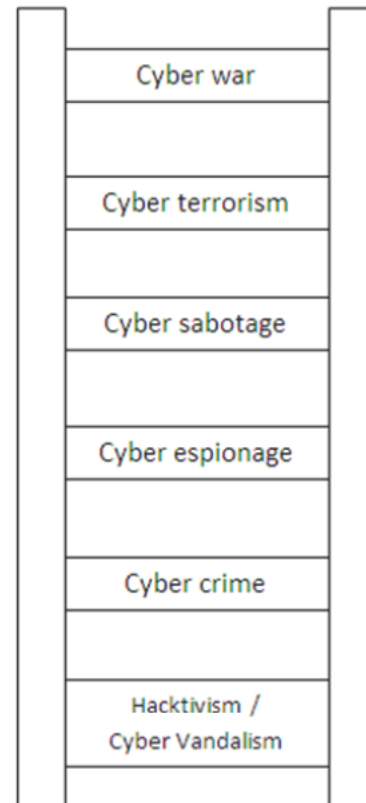 Cyber war
Cyber terrorism
Cyber sabotage
Cyber espionage
Cyber crime
Hacktivism /
Cyber Vandalism